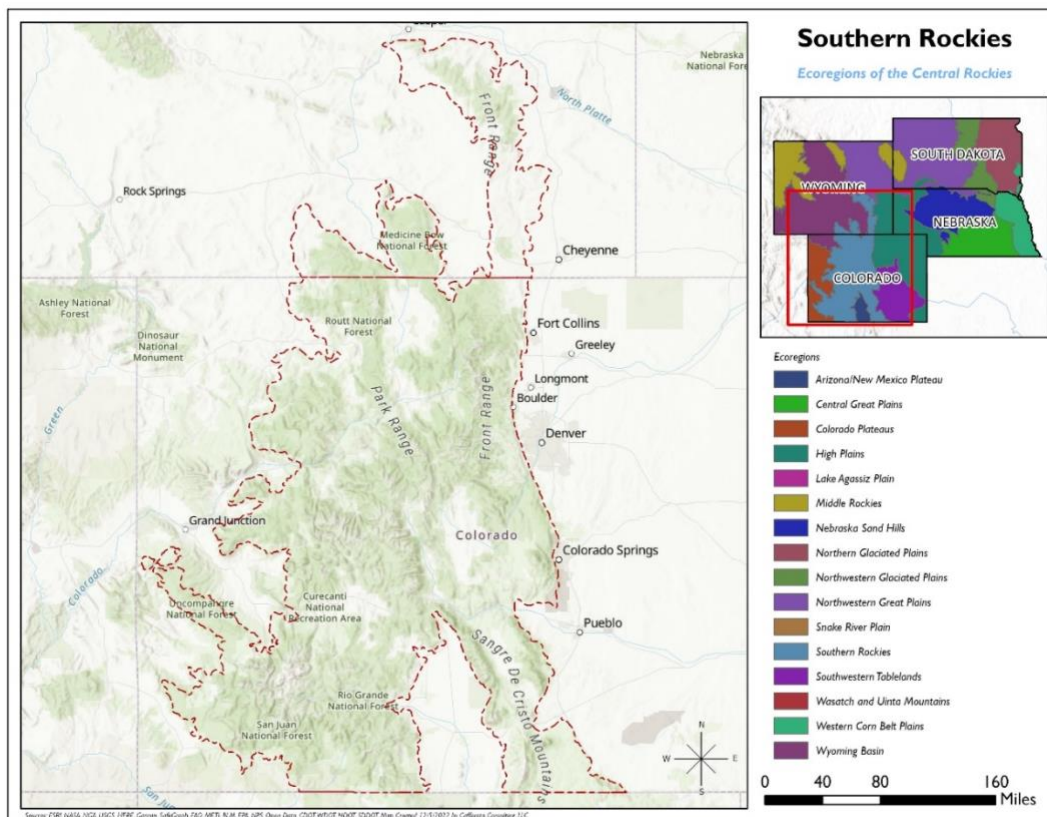 Southern Rockies
Ecoregions of the Central Rockies
Nebraska
National Fore
North Platte
Front Range
Rock Springs
Medicine Bow
National Forest
Cheyenne
Ashley National
Forest
Dinosaur
National
Monument
Routt National
Forest
Fort Collins
Greeley
Longmont
Boulder
Green
Park Range
Front Range
Denver
Grand Junction
Colorado
Colorado Springs
Colorado
Uncompahgre
National Forest
Curecanti
National
Recreation Area
Pueblo
Sangre De Cristo Mountains
Rio Grande
National Forest
San Juan
National Forest
San Ju
N
W
E
S
SOUTH DAKOTA
WYOMING
NEBRASKA
COLORADO
Ecoregions
Arizona/New Mexico Plateau
Central Great Plains
Colorado Plateaus
High Plains
Lake Agassiz Plain
Middle Rockies
Nebraska Sand Hills
Northern Glaciated Plains
Northwestern Glaciated Plains
Northwestern Great Plains
Snake River Plain
Southern Rockies
Southwestern Tablelands
Wasatch and Uinta Mountains
Western Corn Belt Plains
Wyoming Basin
0 40 80 160
Miles